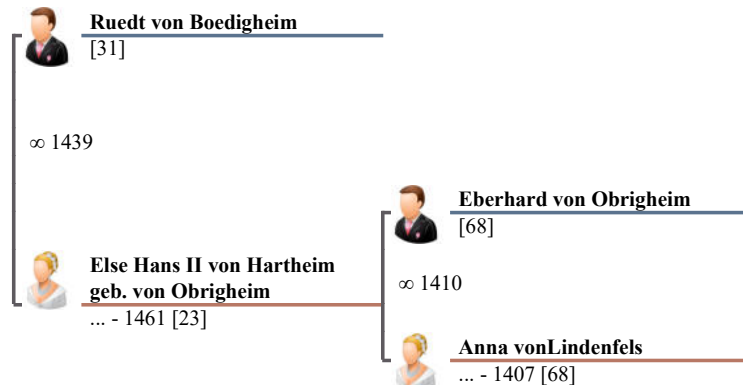 Ruedt von Boedigheim
[31]
∞ 1439
Eberhard von Obrigheim
[68]
Else Hans II von Hartheim
geb. von Obrigheim
... - 1461 [23]
∞ 1410
Anna vonLindenfels
... - 1407 [68]